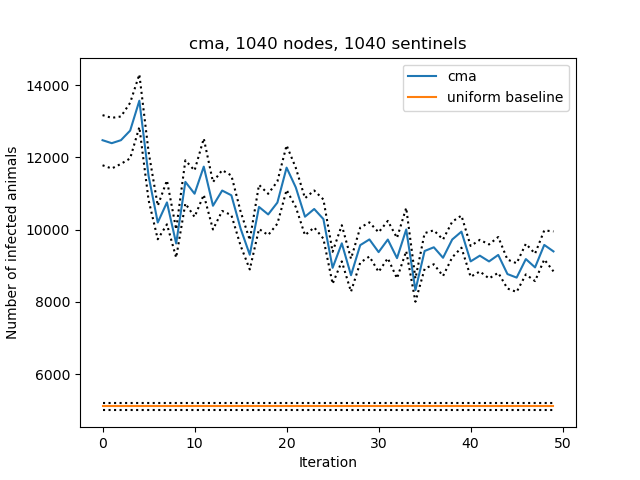 cma, 1040 nodes, 1040 sentinels
cma
uniform baseline
Number of infected animals
14000
12000
10000
8000
6000
0 10 20 30 40 50
Iteration